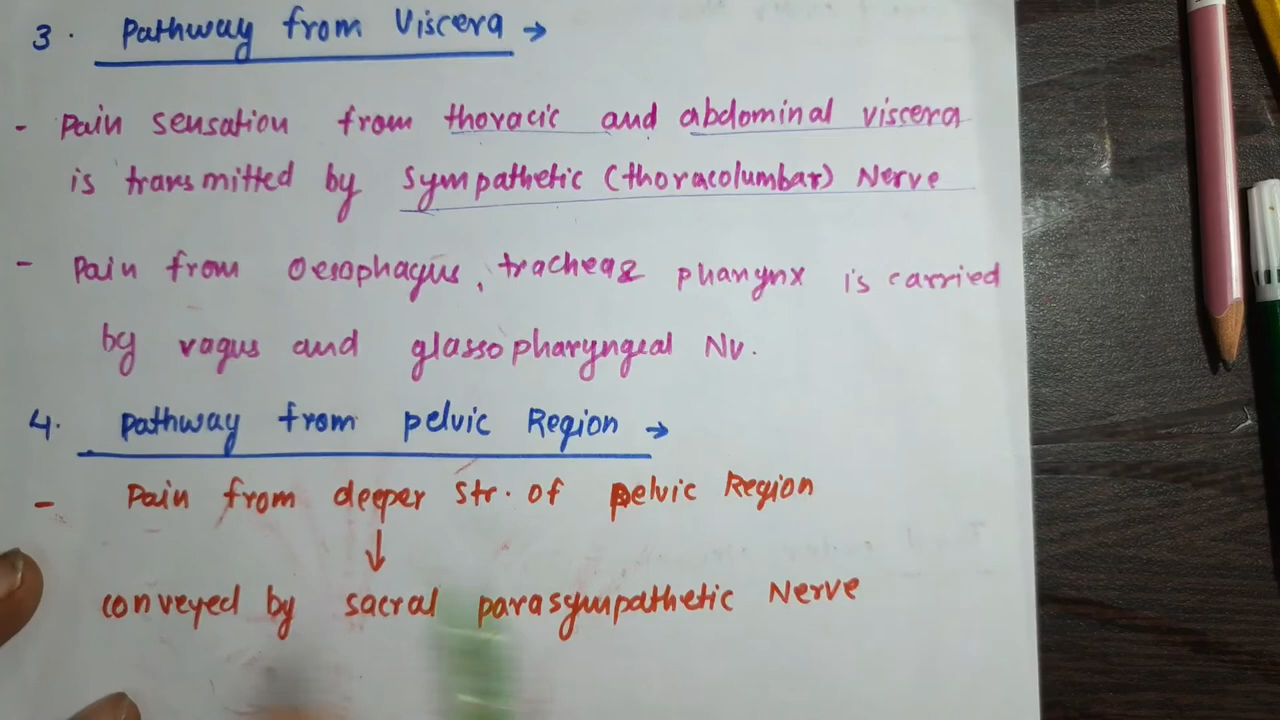 3. Pathway from Viscera →
- Pain sensation from thoracic and abdominal viscera
is transmitted by sympathetic (thoracolumbar) Nerve
- Pain from Oesophagus, trachea & phanynx is carried
by vagus and glassopharyngeal Nv.
4. Pathway from pelvic Region →
- Pain from deeper str. of pelvic Region
↓
conveyed by sacral parasympathetic Nerve